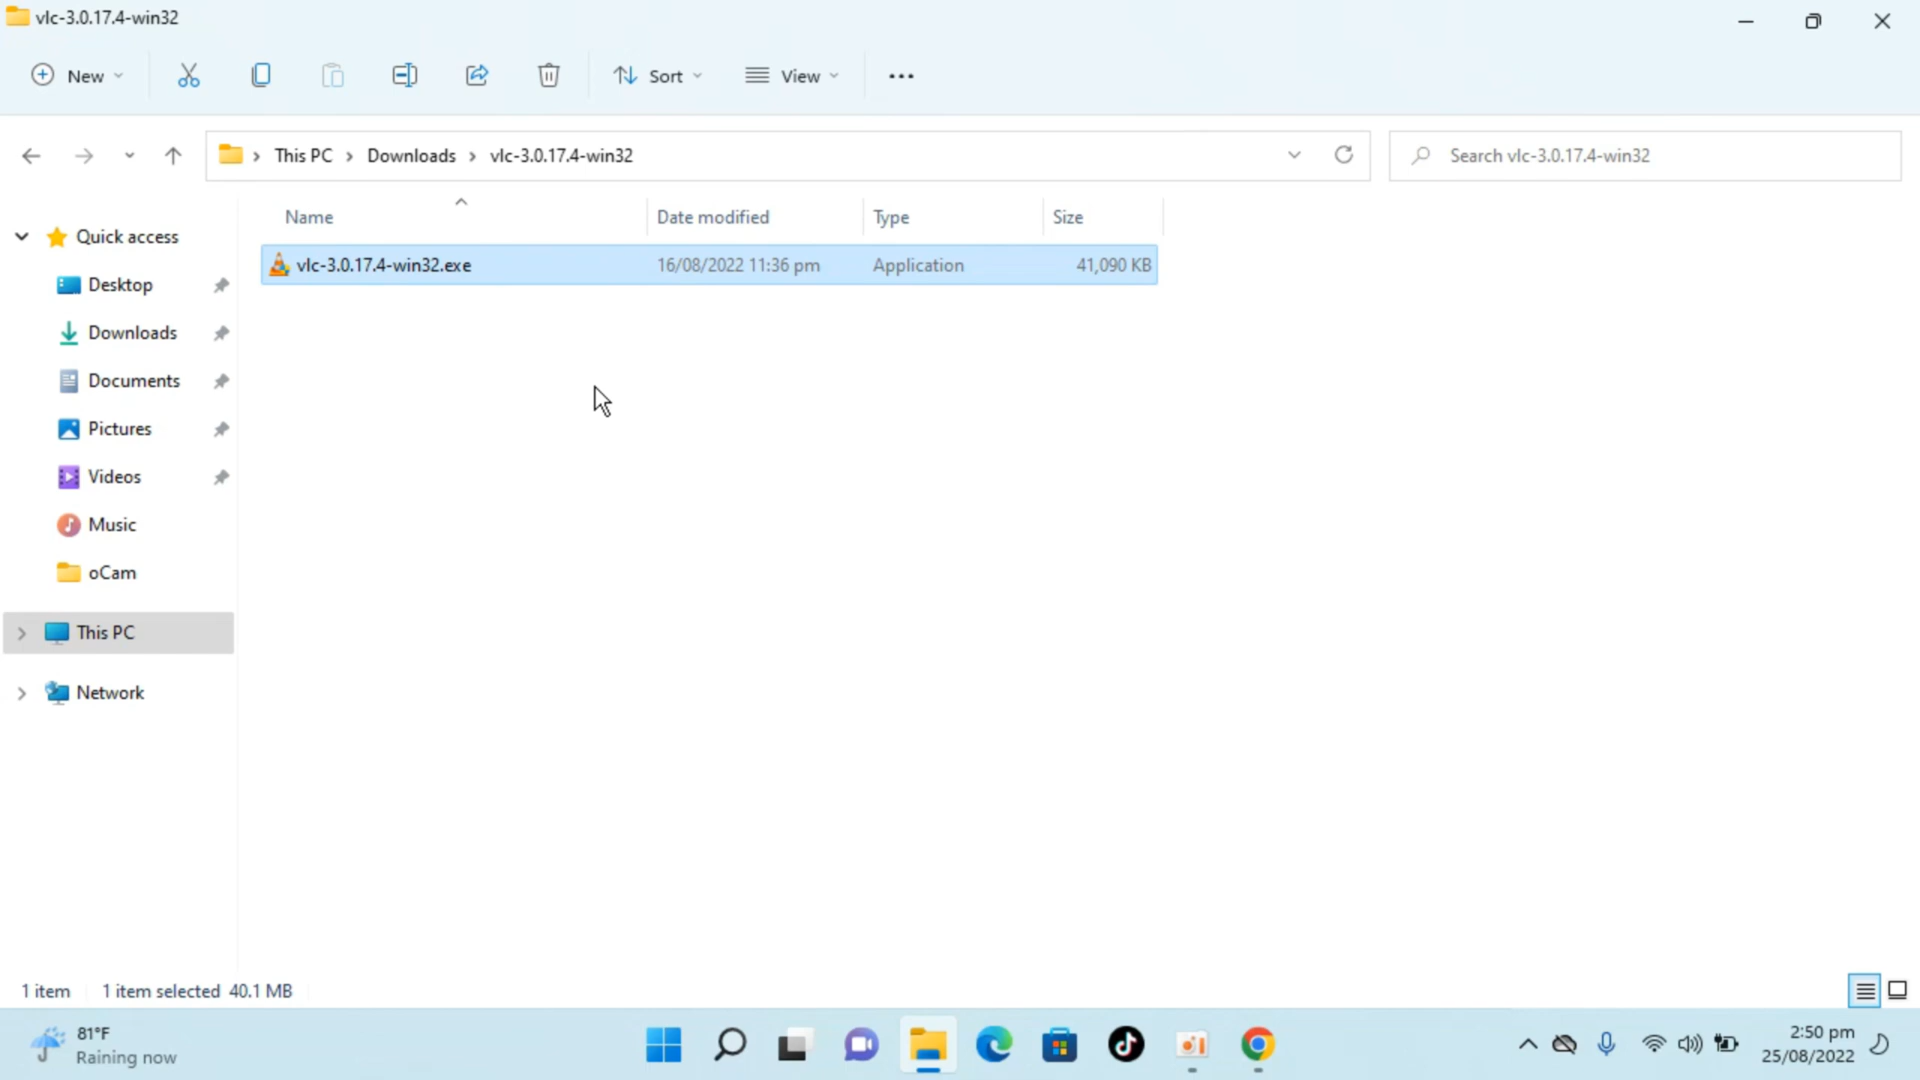 vlc-3.0.17.4-win32
New
Sort
View
This PC > Downloads > vlc-3.0.17.4-win32
Search vlc-3.0.17.4-win32
Name Date modified Type Size
vlc-3.0.17.4-win32.exe 16/08/2022 11:36 pm Application 41,090 KB
Quick access
Desktop
Downloads
Documents
Pictures
Videos
Music
oCam
This PC
Network
1 item 1 item selected 40.1 MB
81°F
Raining now
2:50 pm
25/08/2022